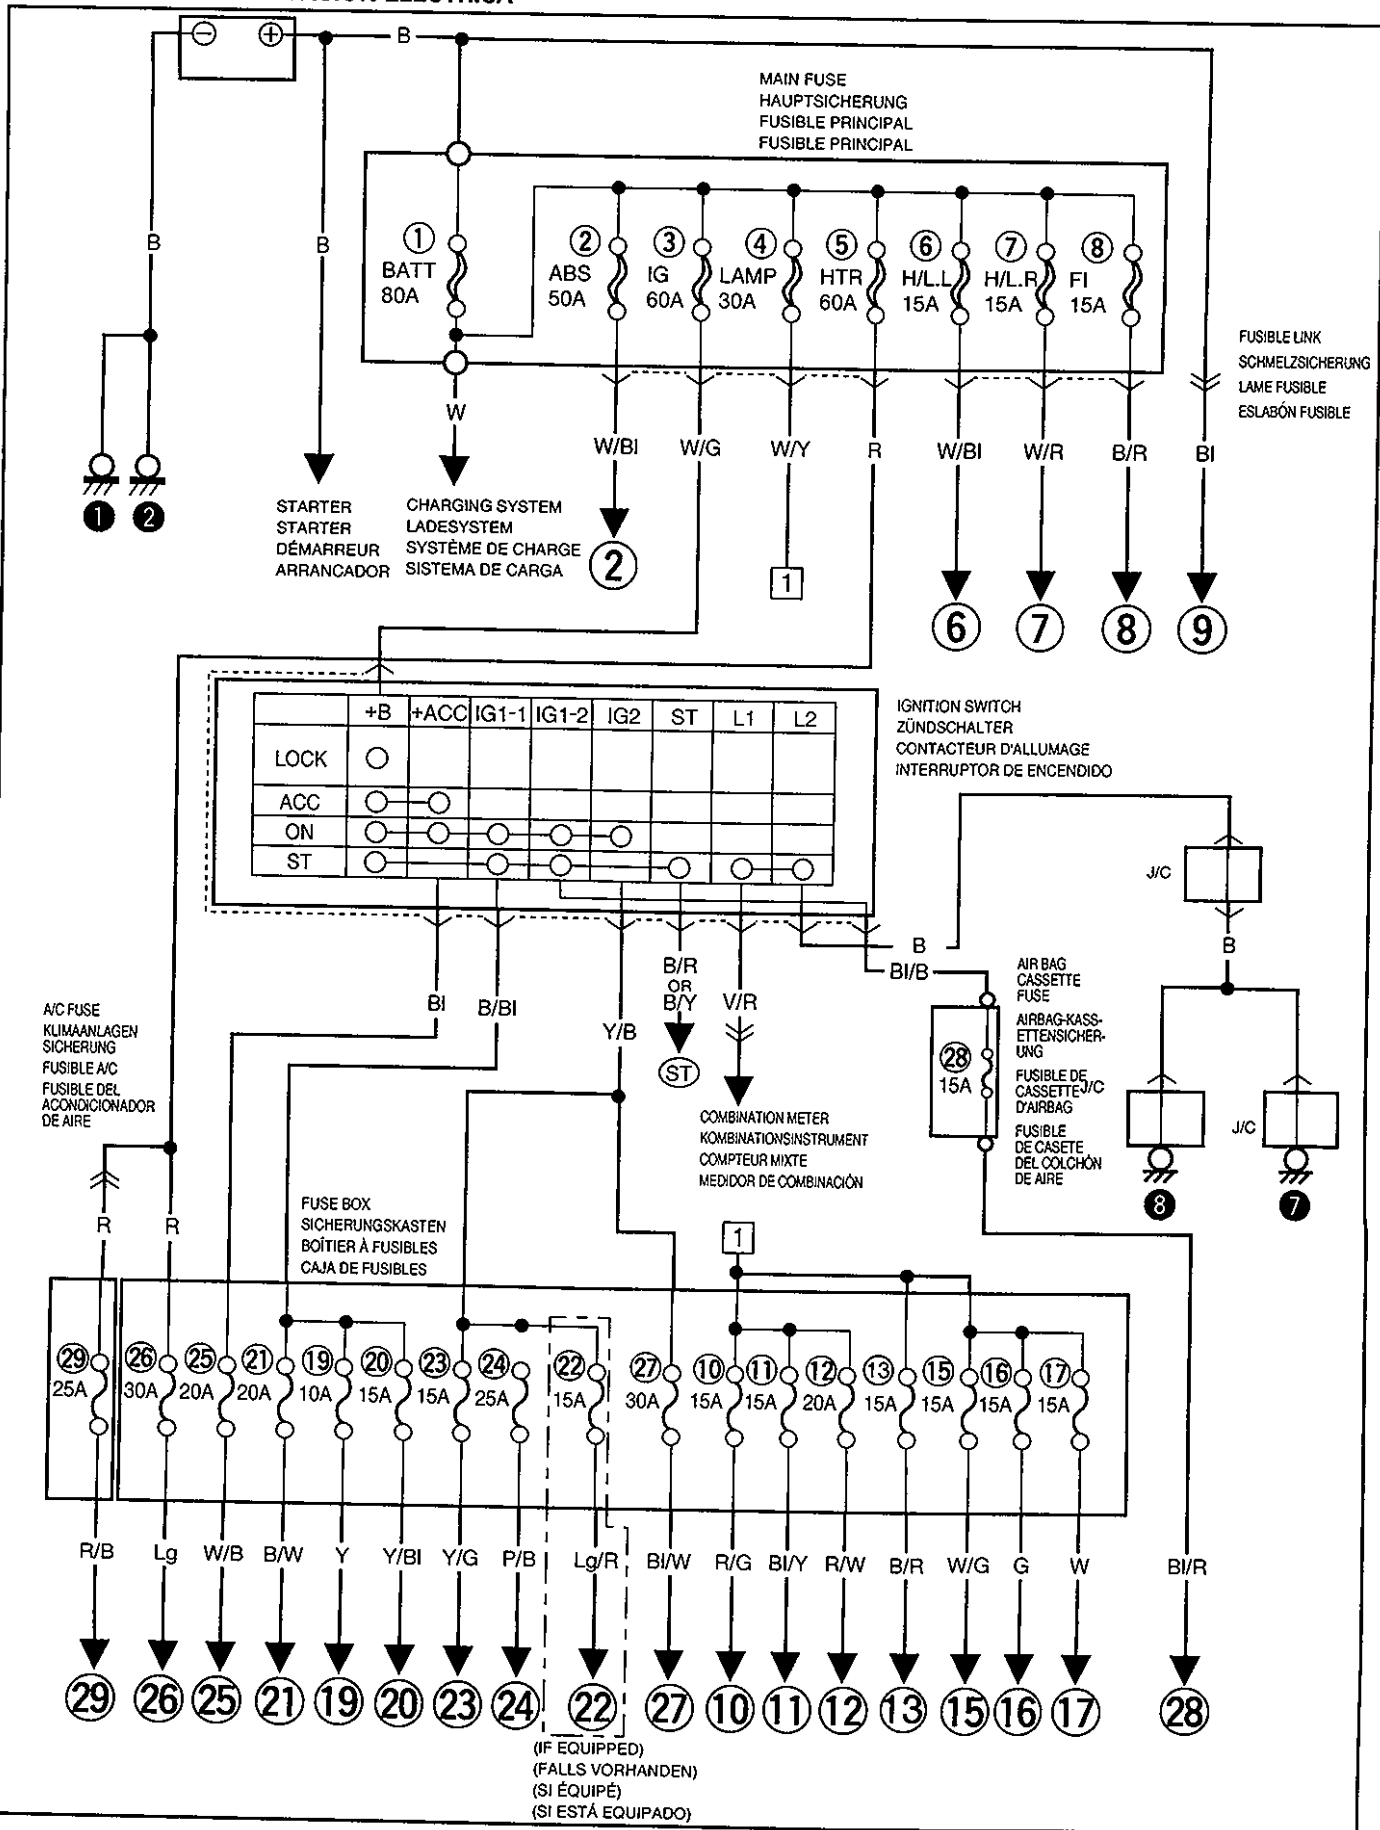 B
MAIN FUSE
HAUPTSICHERUNG
FUSIBLE PRINCIPAL
FUSIBLE PRINCIPAL
B
B
1
BATT
80A
2
ABS
50A
3
IG
60A
4
LAMP
30A
5
HTR
60A
6
H/L.L
15A
7
H/L.R
15A
8
FI
15A
FUSIBLE LINK
SCHMELZSICHERUNG
LAME FUSIBLE
ESLABÓN FUSIBLE
W
W/Bl
W/G
W/Y
R
W/Bl
W/R
B/R
Bl
1
2
STARTER
STARTER
DÉMARREUR
ARRANCADOR
CHARGING SYSTEM
LADESYSTEM
SYSTÈME DE CHARGE
SISTEMA DE CARGA
2
1
6
7
8
9
+B +ACC IG1-1 IG1-2 IG2 ST L1 L2
LOCK
ACC
ON
ST
IGNITION SWITCH
ZÜNDSCHALTER
CONTACTEUR D'ALLUMAGE
INTERRUPTOR DE ENCENDIDO
J/C
B
B
Bl/B
Bl
B/Bl
Y/B
B/R
OR
B/Y
V/R
ST
A/C FUSE
KLIMAANLAGEN
SICHERUNG
FUSIBLE A/C
FUSIBLE DEL
ACONDICIONADOR
DE AIRE
AIR BAG
CASSETTE
FUSE
AIRBAG-KASS-
ETTENSICHER-
UNG
FUSIBLE DE
CASSETTE
D'AIRBAG
FUSIBLE
DE CASETE
DEL COLCHÓN
DE AIRE
28
15A
J/C
J/C
8
7
COMBINATION METER
KOMBINATIONSINSTRUMENT
COMPTEUR MIXTE
MEDIDOR DE COMBINACIÓN
R
R
FUSE BOX
SICHERUNGSKASTEN
BOÎTIER À FUSIBLES
CAJA DE FUSIBLES
1
29
25A
26
30A
25
20A
21
20A
19
10A
20
15A
23
15A
24
25A
22
15A
27
30A
10
15A
11
15A
12
20A
13
15A
15
15A
16
15A
17
15A
R/B Lg W/B B/W Y Y/Bl Y/G P/B Lg/R Bl/W R/G Bl/Y R/W B/R W/G G W Bl/R
29 26 25 21 19 20 23 24 22 27 10 11 12 13 15 16 17 28
(IF EQUIPPED)
(FALLS VORHANDEN)
(SI ÉQUIPÉ)
(SI ESTÁ EQUIPADO)